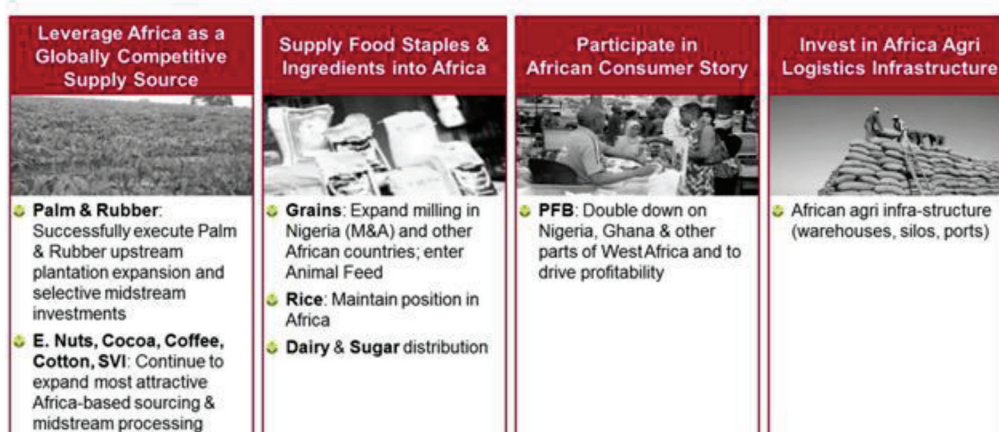 Leverage Africa as a
Globally Competitive
Supply Source
Palm & Rubber:
Successfully execute Palm
& Rubber upstream
plantation expansion and
selective midstream
investments
E. Nuts, Cocoa, Coffee,
Cotton, SVI: Continue to
expand most attractive
Africa-based sourcing &
midstream processing
Supply Food Staples &
Ingredients into Africa
Grains: Expand milling in
Nigeria (M&A) and other
African countries; enter
Animal Feed
Rice: Maintain position in
Africa
Dairy & Sugar distribution
Participate in
African Consumer Story
PFB: Double down on
Nigeria, Ghana & other
parts of WestAfrica and to
drive profitability
Invest in Africa Agri
Logistics Infrastructure
African agri infra-structure
(warehouses, silos, ports)